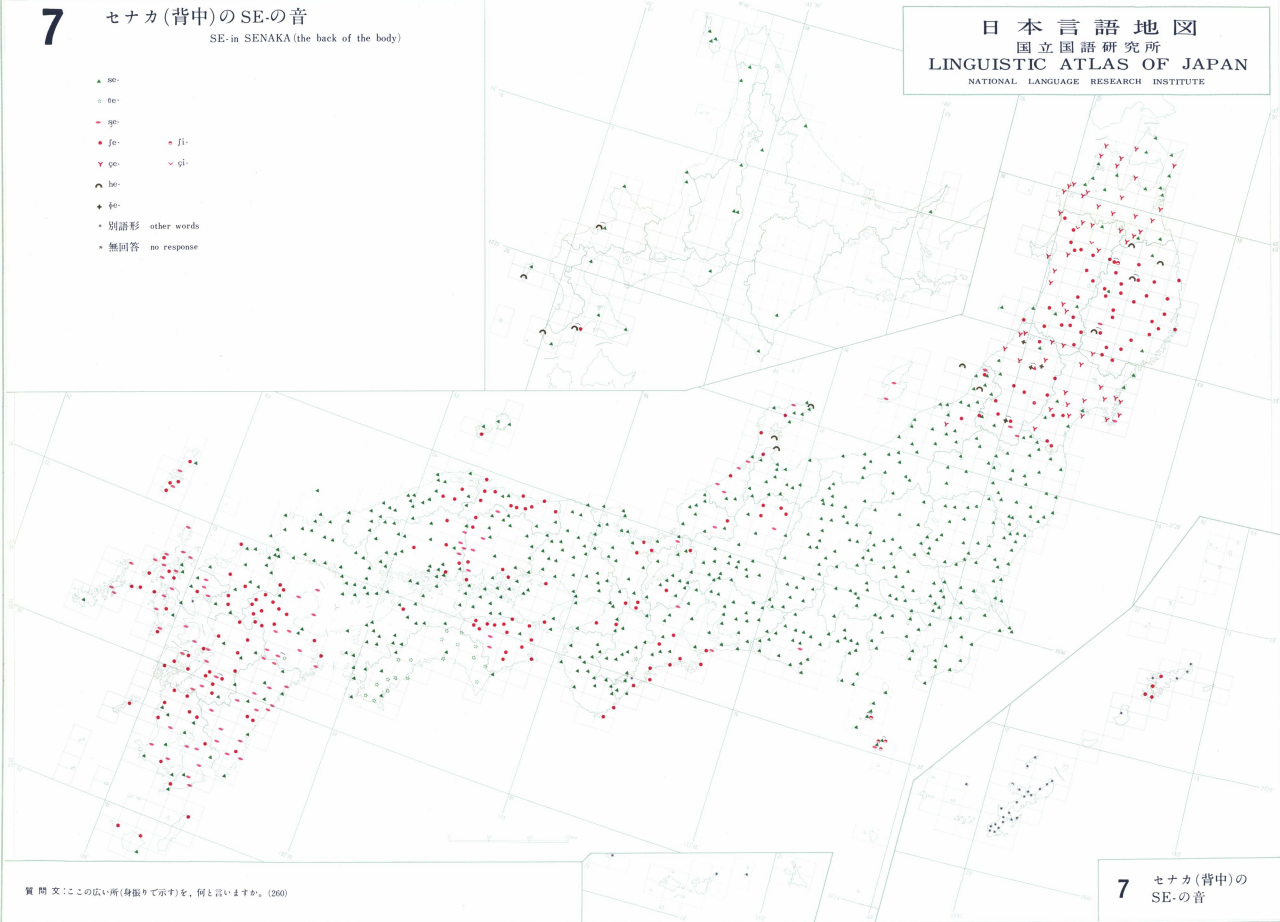 7
セナカ(背中)のSE-の音
SE- in SENAKA (the back of the body)
se-
θe-
şe-
ʃe- ʃi-
çe- çi-
he-
ɸe-
別語形 other words
無回答 no response
日本言語地図
国立国語研究所
LINGUISTIC ATLAS OF JAPAN
NATIONAL LANGUAGE RESEARCH INSTITUTE
質問文:ここの広い所(身振りで示す)を,何と言いますか。(260)
7
セナカ(背中)の
SE-の音